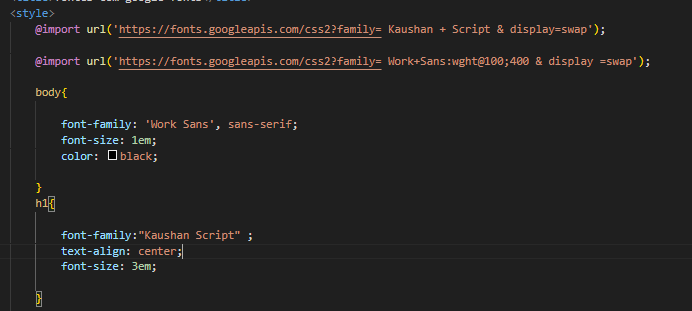 <style>
@import url('https://fonts.googleapis.com/css2?family= Kaushan + Script & display=swap');
@import url('https://fonts.googleapis.com/css2?family= Work+Sans:wght@100;400 & display =swap');
body{
font-family: 'Work Sans', sans-serif;
font-size: 1em;
color: black;
}
h1{
font-family:"Kaushan Script" ;
text-align: center;
font-size: 3em;
}